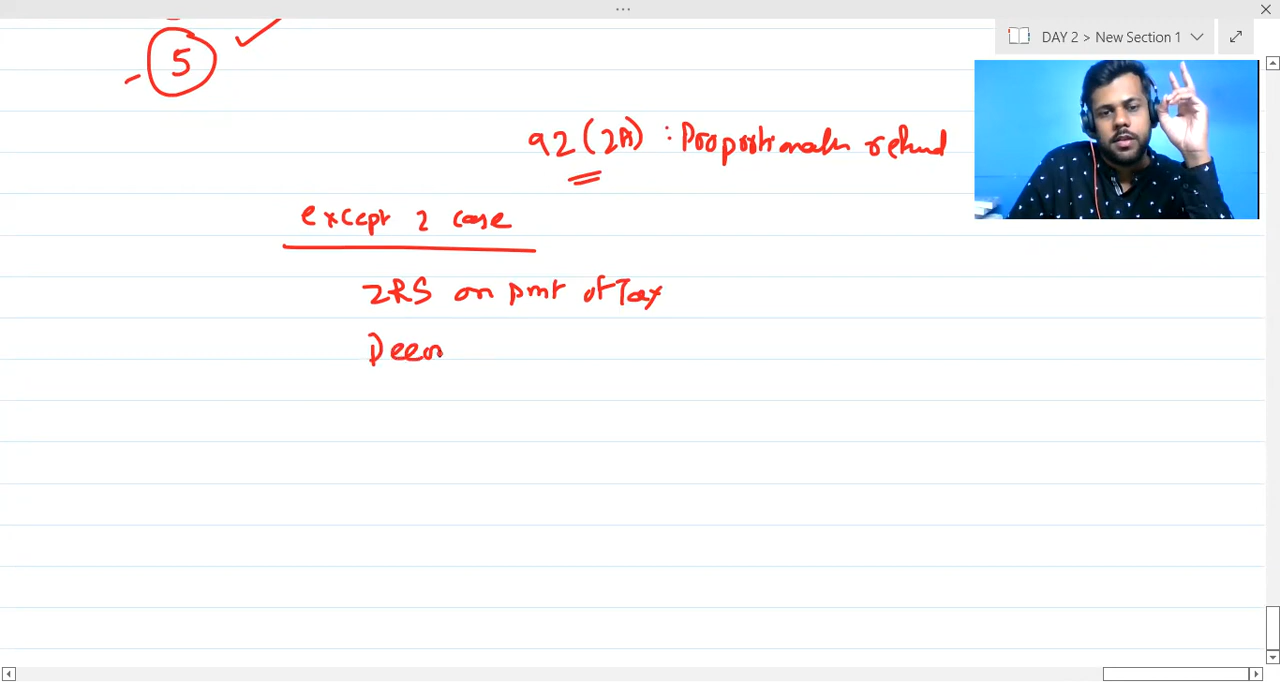 DAY 2 > New Section 1
5
92 (2A) : Proportionate refund
except 2 case
ZRS on pmt of Tax
Deem